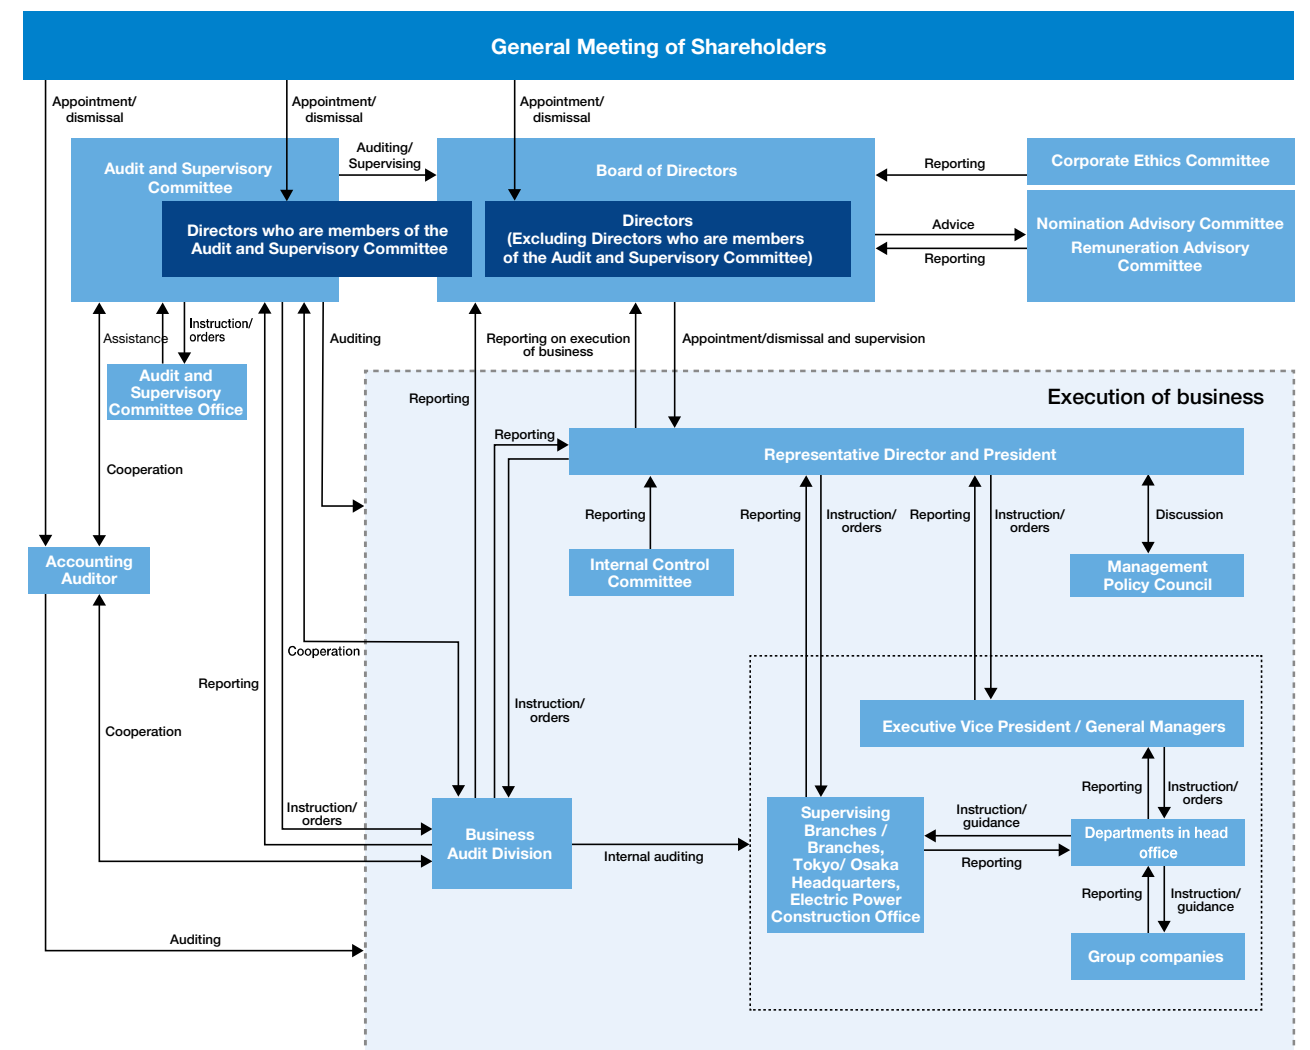 General Meeting of Shareholders
Appointment/
dismissal
Appointment/
dismissal
Appointment/
dismissal
Audit and Supervisory
Committee
Auditing/
Supervising
Board of Directors
Reporting
Corporate Ethics Committee
Directors who are members of the
Audit and Supervisory Committee
Directors
(Excluding Directors who are members
of the Audit and Supervisory Committee)
Advice
Reporting
Nomination Advisory Committee
Remuneration Advisory
Committee
Assistance
Instruction/
orders
Auditing
Reporting on execution
of business
Appointment/dismissal and supervision
Audit and
Supervisory
Committee Office
Reporting
Execution of business
Reporting
Representative Director and President
Cooperation
Reporting
Reporting
Instruction/
orders
Reporting
Instruction/
orders
Discussion
Accounting
Auditor
Internal Control
Committee
Management
Policy Council
Cooperation
Reporting
Instruction/
orders
Cooperation
Executive Vice President / General Managers
Reporting
Instruction/
orders
Instruction/
orders
Business
Audit Division
Internal auditing
Supervising
Branches /
Branches,
Tokyo/ Osaka
Headquarters,
Electric Power
Construction Office
Instruction/
guidance
Reporting
Departments in head
office
Reporting
Instruction/
guidance
Auditing
Group companies